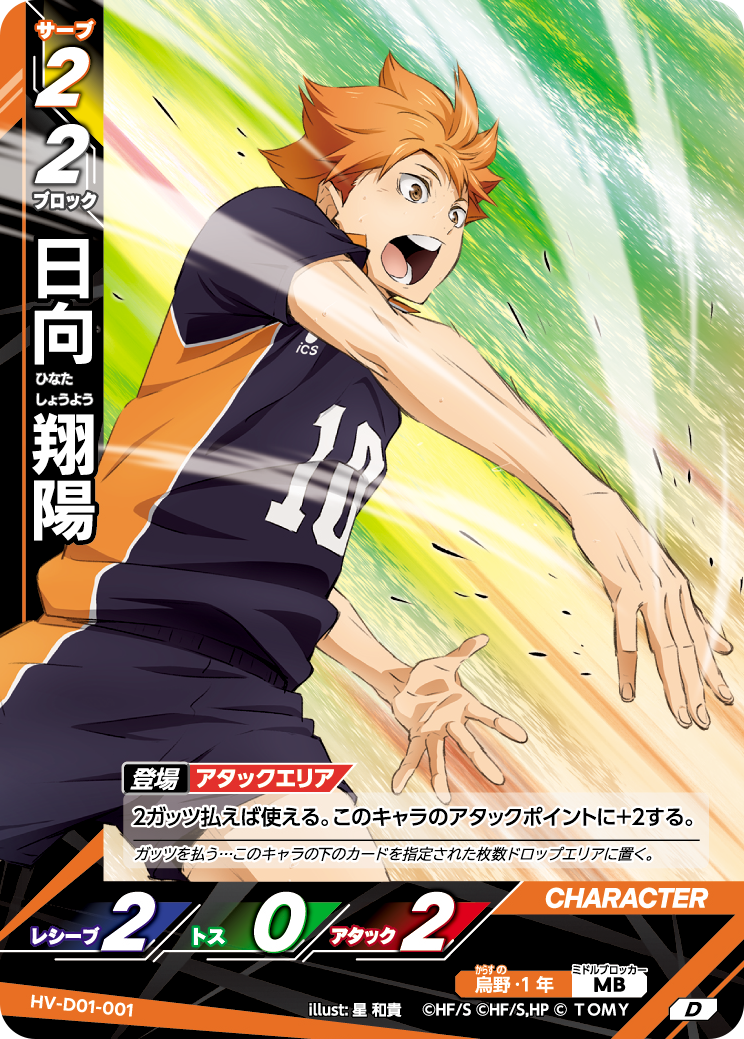 サーブ
2
2
ブロック
日向
ひなた
しょうよう
翔陽
ics
10
登場 アタックエリア
2ガッツ払えば使える。このキャラのアタックポイントに+2する。
ガッツを払う…このキャラの下のカードを指定された枚数ドロップエリアに置く。
レシーブ 2 トス 0 アタック 2
CHARACTER
からすの
烏野・1年
ミドルブロッカー
MB
HV-D01-001
illust: 星 和貴 ©HF/S ©HF/S,HP © TOMY
D